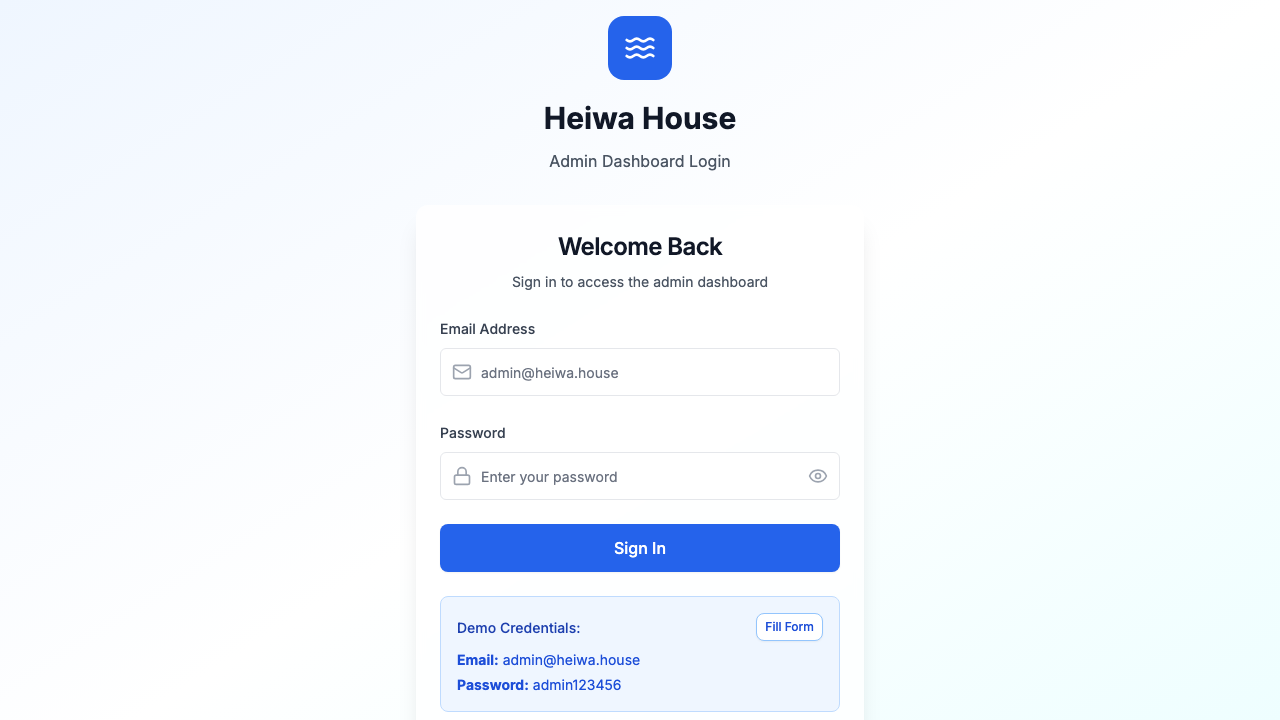 Heiwa House
Admin Dashboard Login
Welcome Back
Sign in to access the admin dashboard
Email Address
admin@heiwa.house
Password
Enter your password
Sign In
Demo Credentials:
Fill Form
Email: admin@heiwa.house
Password: admin123456